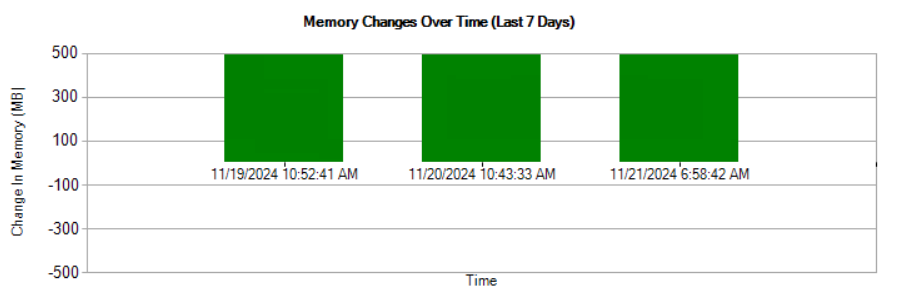 Memory Changes Over Time (Last 7 Days)
500
300
100
-100
-300
-500
Change In Memory (MB)
11/19/2024 10:52:41 AM
11/20/2024 10:43:33 AM
11/21/2024 6:58:42 AM
Time